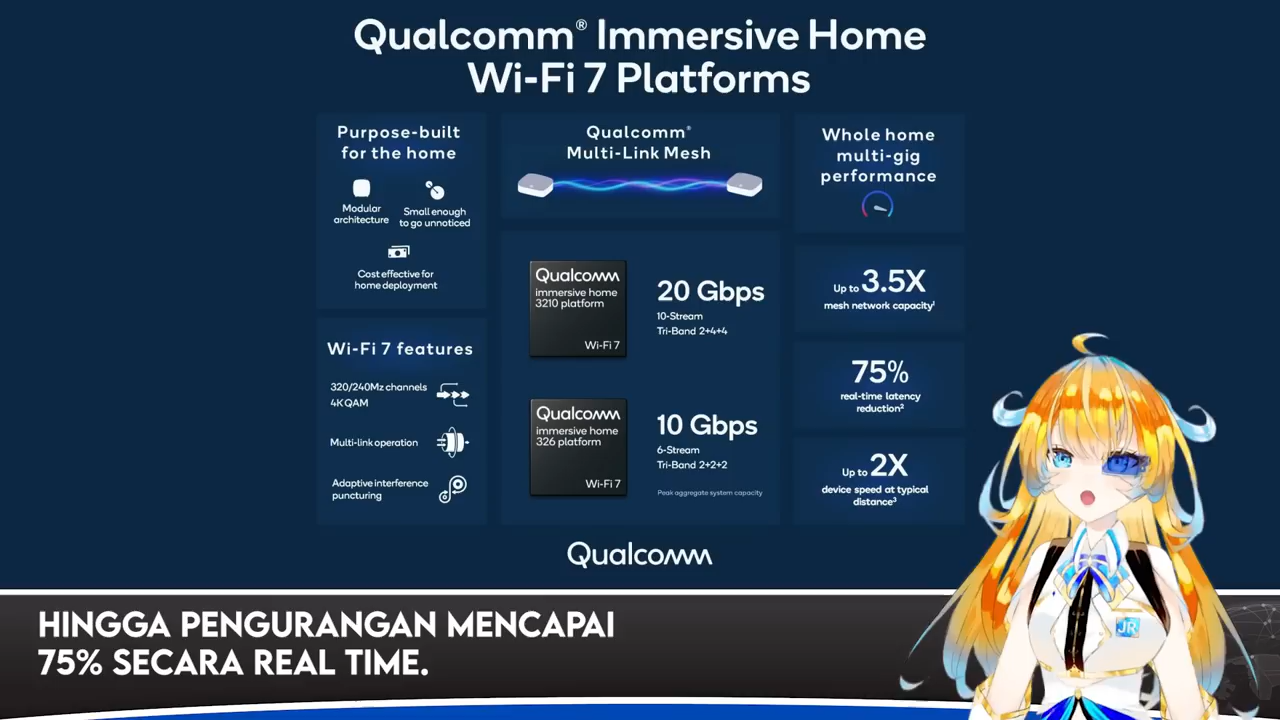 Qualcomm® Immersive Home
Wi-Fi 7 Platforms
Purpose-built
for the home
Modular
architecture
Small enough
to go unnoticed
Cost effective for
home deployment
Wi-Fi 7 features
320/240Mz channels
4K QAM
Multi-link operation
Adaptive interference
puncturing
Qualcomm®
Multi-Link Mesh
Qualcomm
immersive home
3210 platform
Wi-Fi 7
20 Gbps
10-Stream
Tri-Band 2+4+4
Qualcomm
immersive home
326 platform
Wi-Fi 7
10 Gbps
6-Stream
Tri-Band 2+2+2
Peak aggregate system capacity
Whole home
multi-gig
performance
Up to 3.5X
mesh network capacity¹
75%
real-time latency
reduction²
Up to 2X
device speed at typical
distance³
Qualcomm
JR
HINGGA PENGURANGAN MENCAPAI
75% SECARA REAL TIME.